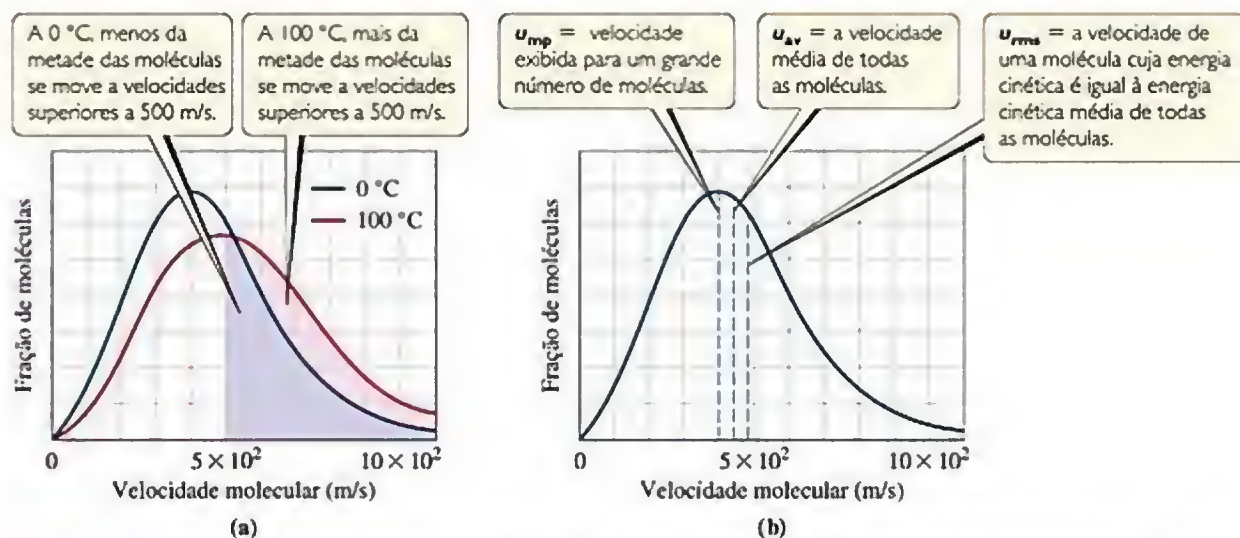 A 0 °C, menos da
metade das moléculas
se move a velocidades
superiores a 500 m/s.
A 100 °C, mais da
metade das moléculas
se move a velocidades
superiores a 500 m/s.
0 °C
100 °C
Fração de moléculas
0
5 × 10²
10 × 10²
Velocidade molecular (m/s)
(a)
u_mp = velocidade
exibida para um grande
número de moléculas.
u_av = a velocidade
média de todas
as moléculas.
u_rms = a velocidade de
uma molécula cuja energia
cinética é igual à energia
cinética média de todas
as moléculas.
Fração de moléculas
0
5 × 10²
10 × 10²
Velocidade molecular (m/s)
(b)